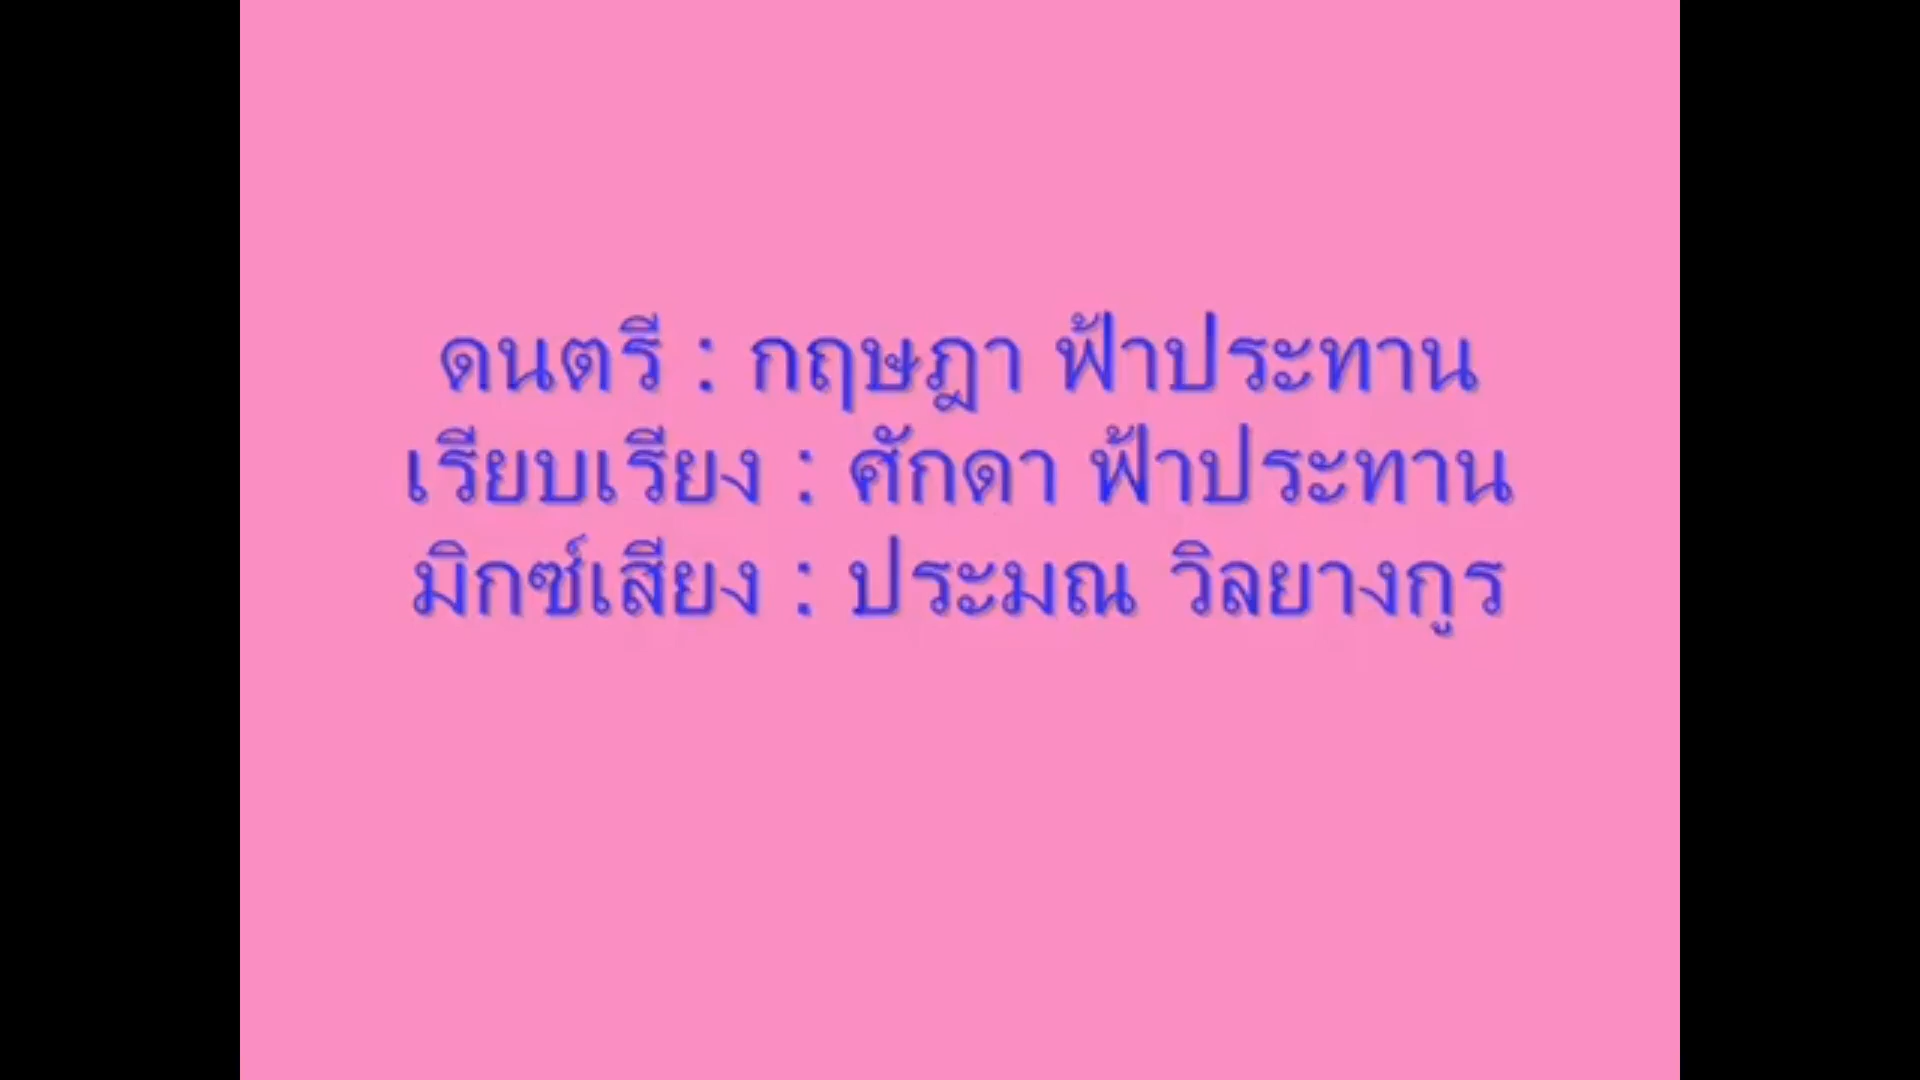 ดนตรี : กฤษฎา ฟ้าประทาน
เรียบเรียง : ศักดา ฟ้าประทาน
มิกซ์เสียง : ประมณ วิลยางกูร